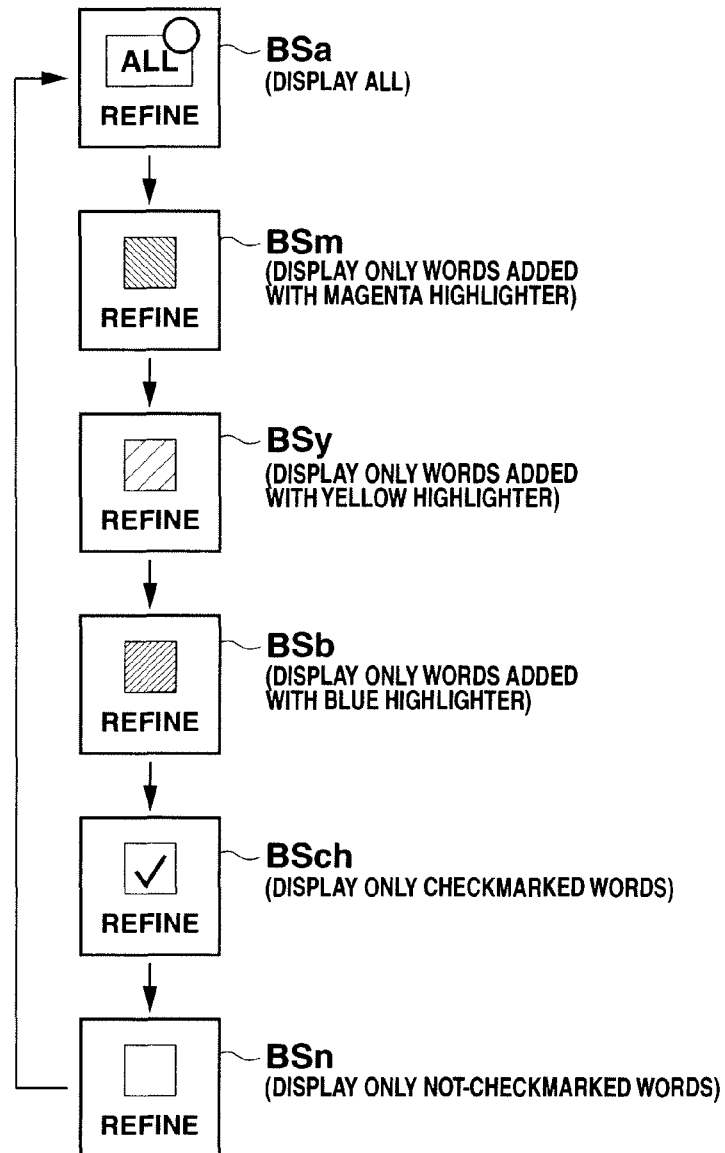 ALL
REFINE
BSa
(DISPLAY ALL)
REFINE
BSm
(DISPLAY ONLY WORDS ADDED
WITH MAGENTA HIGHLIGHTER)
REFINE
BSy
(DISPLAY ONLY WORDS ADDED
WITH YELLOW HIGHLIGHTER)
REFINE
BSb
(DISPLAY ONLY WORDS ADDED
WITH BLUE HIGHLIGHTER)
REFINE
BSch
(DISPLAY ONLY CHECKMARKED WORDS)
REFINE
BSn
(DISPLAY ONLY NOT-CHECKMARKED WORDS)